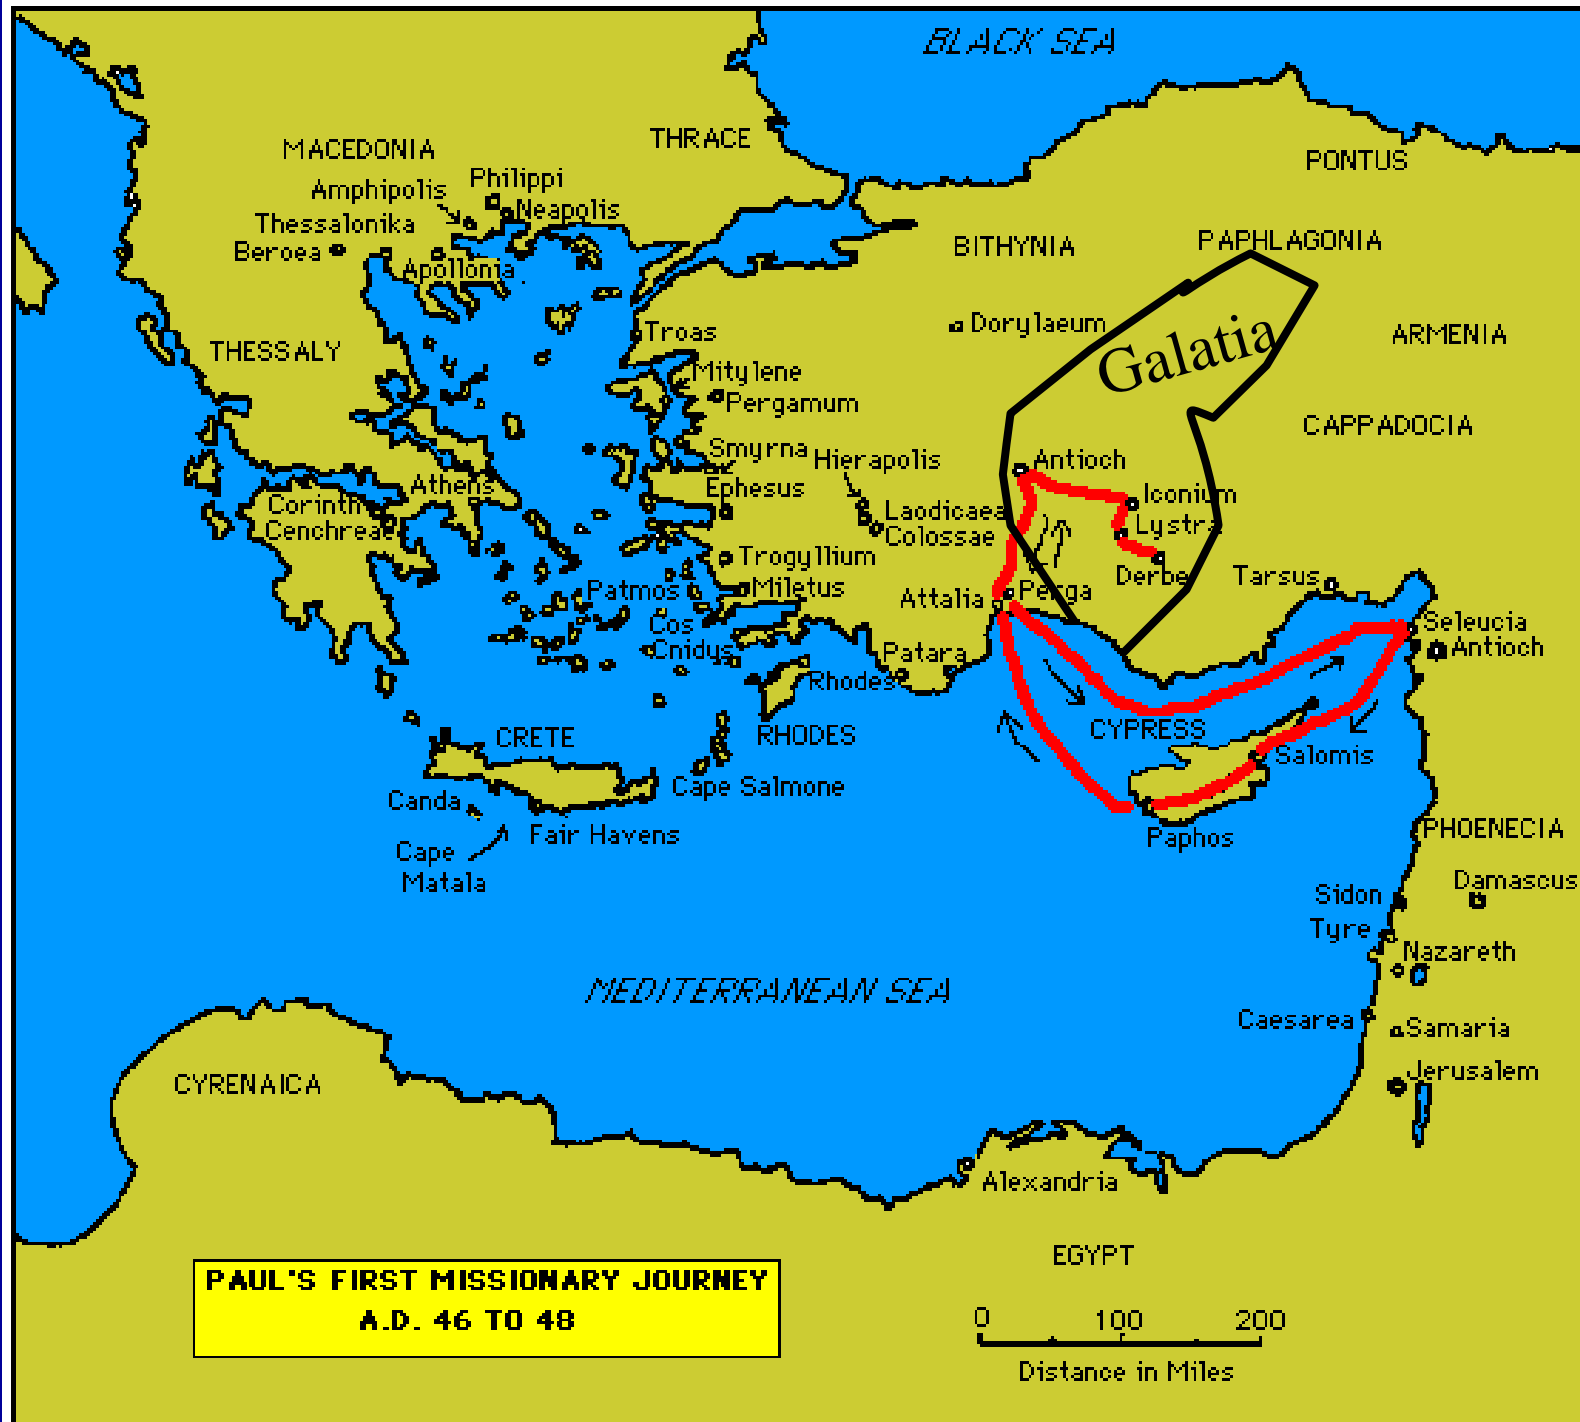 BLACK SEA
THRACE
MACEDONIA
PONTUS
Philippi
Amphipolis
Neapolis
Thessalonika
Beroea
Apollonia
BITHYNIA
PAPHLAGONIA
Dorylaeum
Troas
ARMENIA
THESSALY
Galatia
Mitylene
Pergamum
CAPPADOCIA
Smyrna
Hierapolis
Antioch
Athens
Ephesus
Iconium
Corinth
Laodicaea
Lystra
Cenchreae
Colossae
Trogyllium
Derbe
Tarsus
Patmos
Miletus
Attalia
Perga
Cos
Seleucia
Cnidys
Patara
Antioch
Rhodes
CRETE
RHODES
CYPRESS
Salomis
Cape Salmone
Canda
Fair Havens
Paphos
PHOENECIA
Cape
Matala
Damascus
Sidon
Tyre
Nazareth
MEDITERRANEAN SEA
Caesarea
Samaria
Jerusalem
CYRENAICA
Alexandria
EGYPT
PAUL'S FIRST MISSIONARY JOURNEY
A.D. 46 TO 48
0 100 200
Distance in Miles